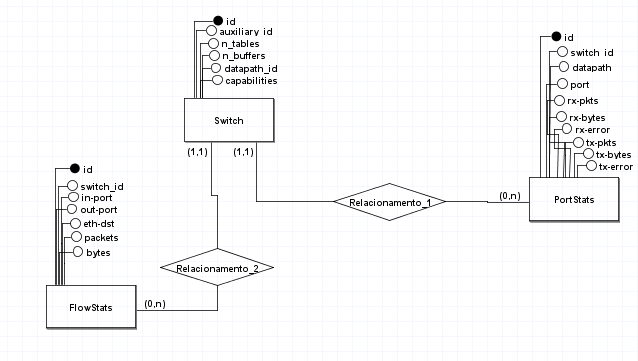 id
auxiliary id
n_tables
n_buffers
datapath_id
capabilities
Switch
(1,1)
(1,1)
id
switch id
datapath
port
rx-pkts
rx-bytes
rx-error
tx-pkts
tx-bytes
tx-error
PortStats
(0,n)
Relacionamento_1
id
switch_id
in-port
out-port
eth-dst
packets
bytes
Relacionamento_2
FlowStats
(0,n)